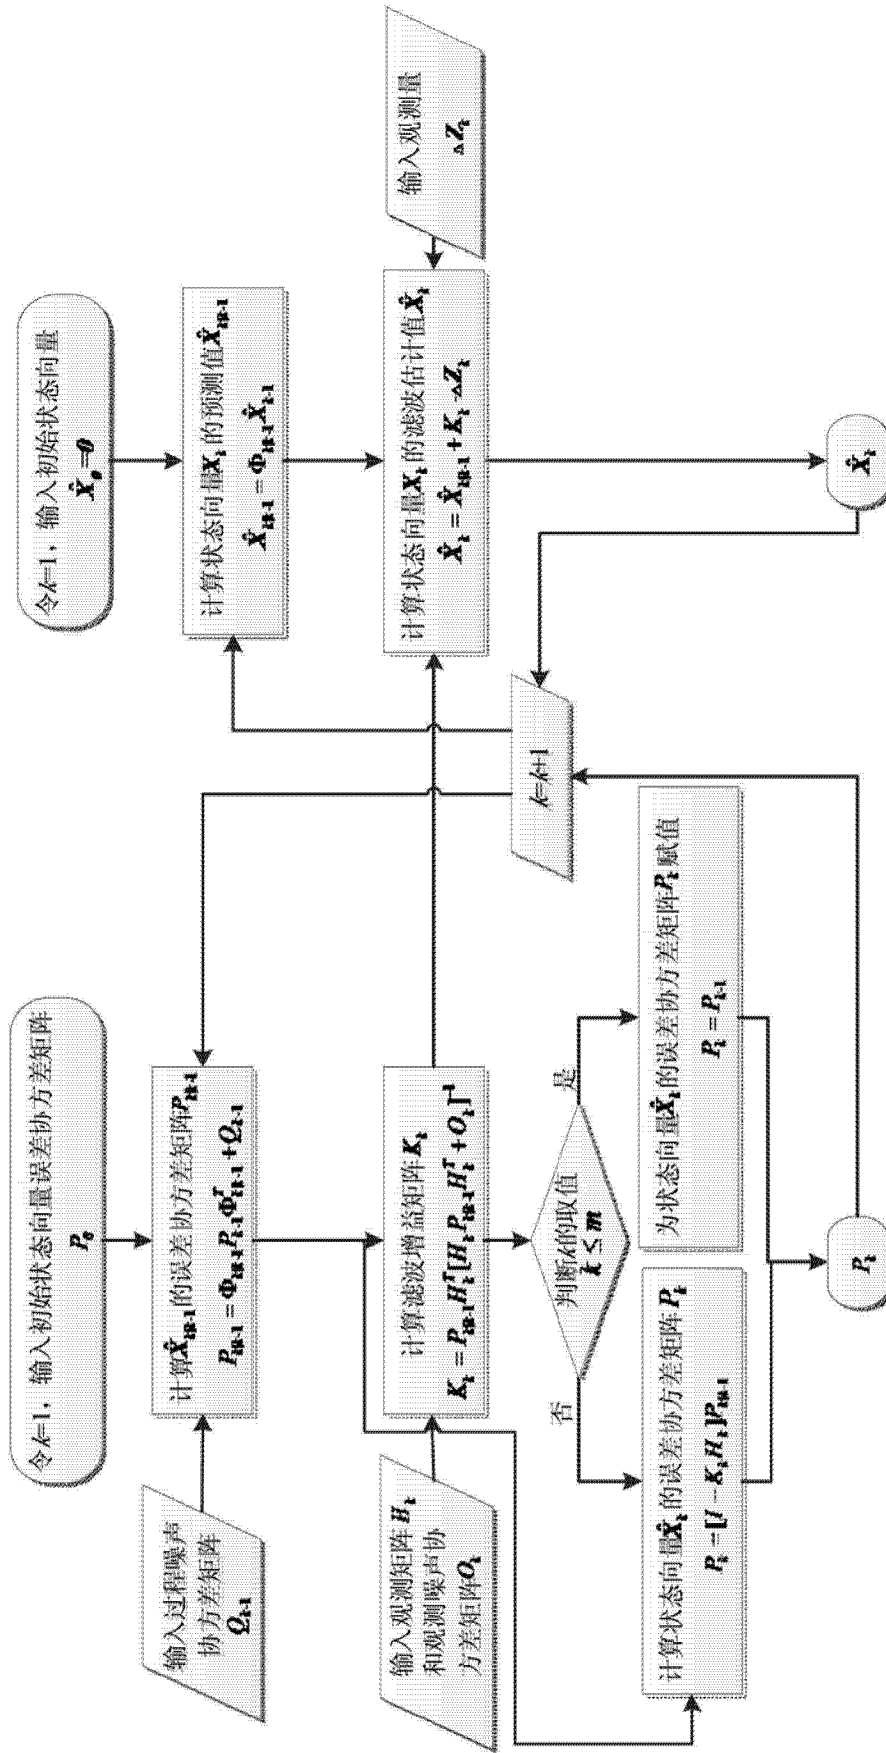 令k=1，输入初始状态向量误差协方差矩阵
P₀
令k=1，输入初始状态向量
X̂₀=0
输入过程噪声
协方差矩阵
Qₖ₋₁
计算X̂ₖ|ₖ₋₁的误差协方差矩阵Pₖ|ₖ₋₁
Pₖ|ₖ₋₁ = Φₖ|ₖ₋₁Pₖ₋₁Φᵀₖ|ₖ₋₁+Qₖ₋₁
计算状态向量Xₖ的预测值X̂ₖ|ₖ₋₁
X̂ₖ|ₖ₋₁ = Φₖ|ₖ₋₁X̂ₖ₋₁
输入观测矩阵Hₖ
和观测噪声协
方差矩阵Oₖ
计算滤波增益矩阵Kₖ
Kₖ = Pₖ|ₖ₋₁Hₖᵀ[HₖPₖ|ₖ₋₁Hₖᵀ+Oₖ]⁻¹
计算状态向量Xₖ的滤波估计值X̂ₖ
X̂ₖ = X̂ₖ|ₖ₋₁+Kₖ·ΔZₖ
输入观测量
ΔZₖ
k=k+1
判断k的取值
k ≤ m
否
是
计算状态向量X̂ₖ的误差协方差矩阵Pₖ
Pₖ=[I-KₖHₖ]Pₖ|ₖ₋₁
为状态向量X̂ₖ的误差协方差矩阵Pₖ赋值
Pₖ = Pₖ₋₁
Pₖ
X̂ₖ